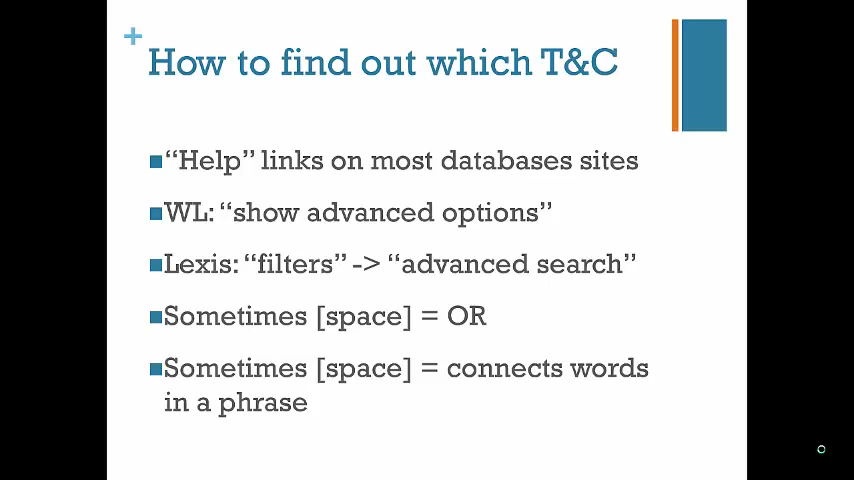 +
How to find out which T&C
■“Help” links on most databases sites
■WL: “show advanced options”
■Lexis: “filters” -> “advanced search”
■Sometimes [space] = OR
■Sometimes [space] = connects words
in a phrase